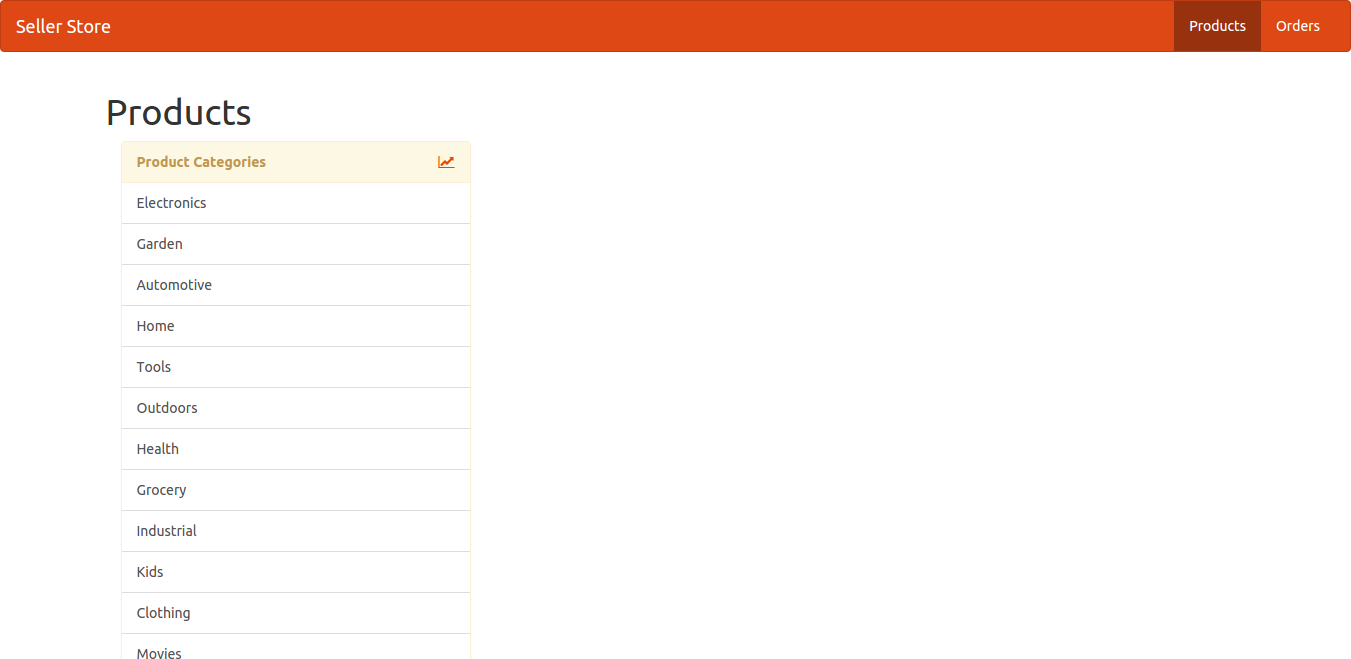 Seller Store
Products
Orders
Products
Product Categories
Electronics
Garden
Automotive
Home
Tools
Outdoors
Health
Grocery
Industrial
Kids
Clothing
Movies